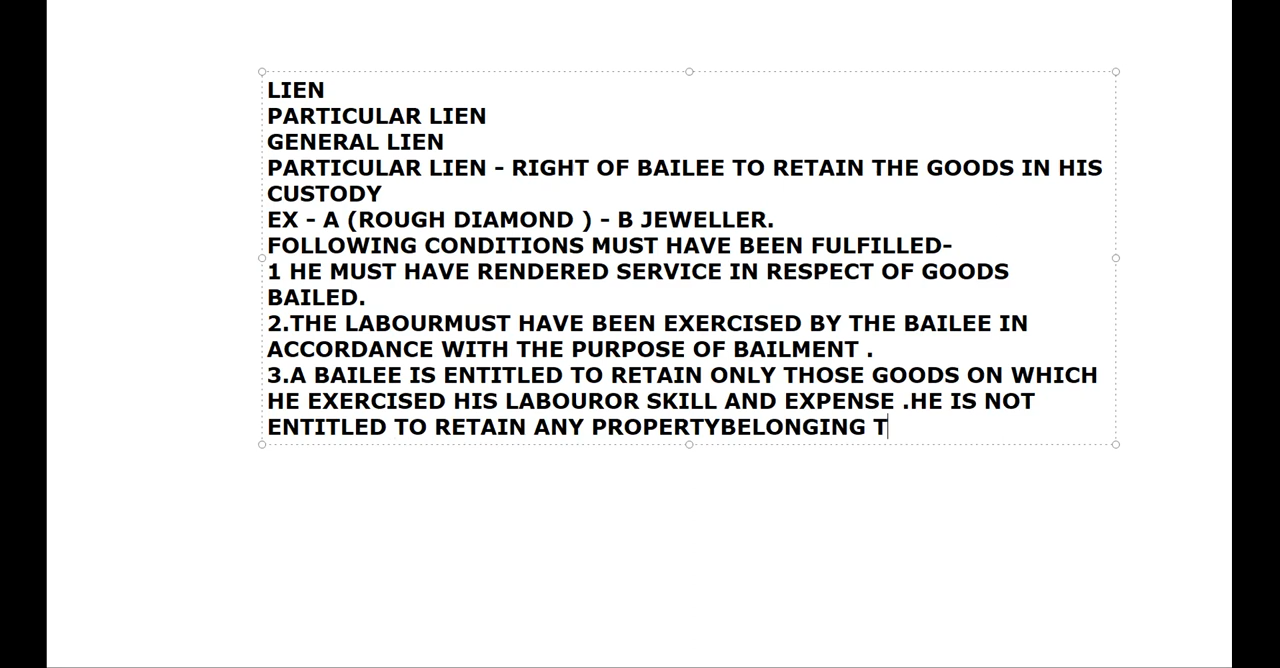 LIEN
PARTICULAR LIEN
GENERAL LIEN
PARTICULAR LIEN - RIGHT OF BAILEE TO RETAIN THE GOODS IN HIS
CUSTODY
EX - A (ROUGH DIAMOND ) - B JEWELLER.
FOLLOWING CONDITIONS MUST HAVE BEEN FULFILLED-
1 HE MUST HAVE RENDERED SERVICE IN RESPECT OF GOODS
BAILED.
2.THE LABOURMUST HAVE BEEN EXERCISED BY THE BAILEE IN
ACCORDANCE WITH THE PURPOSE OF BAILMENT .
3.A BAILEE IS ENTITLED TO RETAIN ONLY THOSE GOODS ON WHICH
HE EXERCISED HIS LABOUROR SKILL AND EXPENSE .HE IS NOT
ENTITLED TO RETAIN ANY PROPERTYBELONGING T